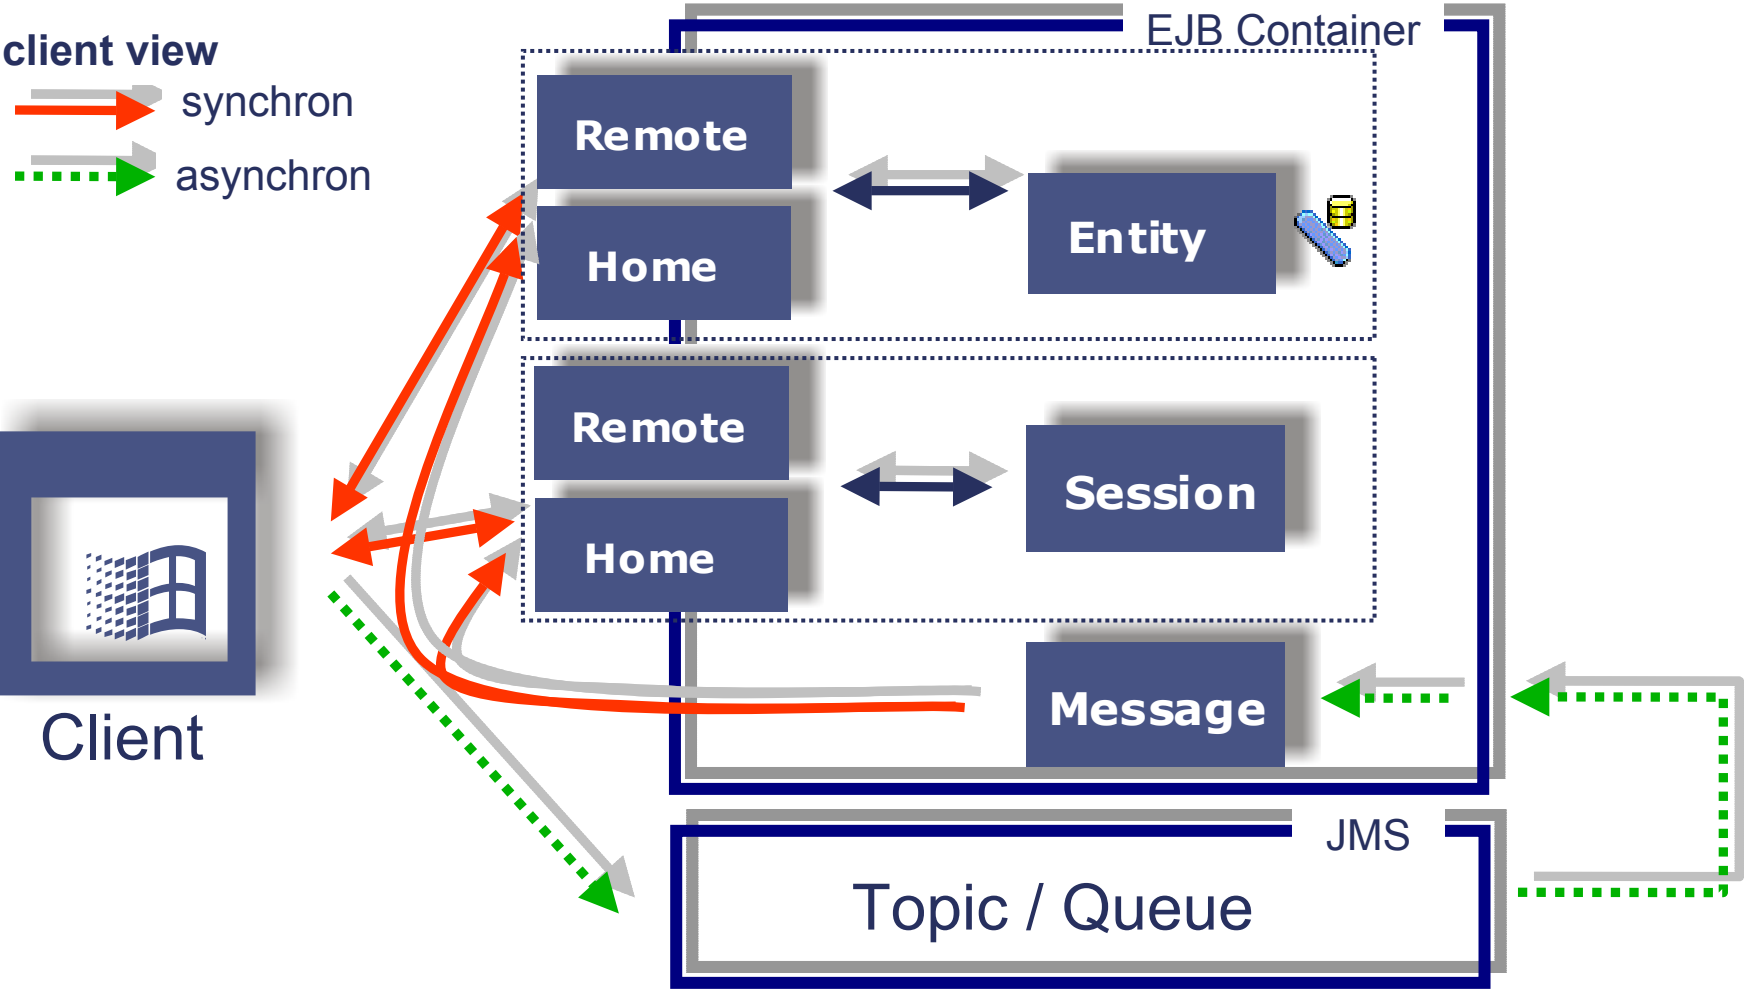 EJB Container
client view
synchron
asynchron
Remote
Home
Entity
Remote
Home
Session
Message
Client
JMS
Topic / Queue